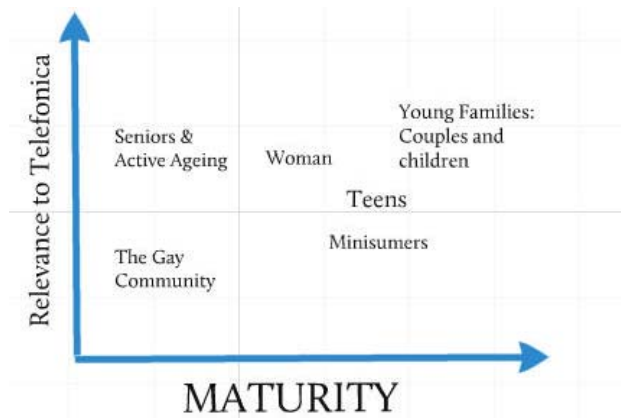 Relevance to Telefonica
Seniors &
Active Ageing
Woman
Young Families:
Couples and
children
Teens
Minisumers
The Gay
Community
MATURITY